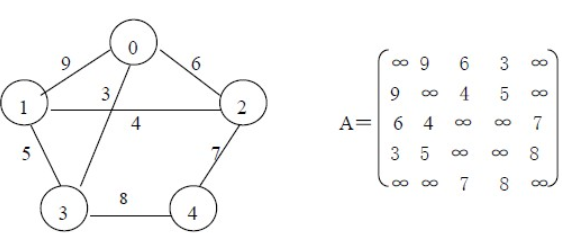 0
9 6
3
1 2
4
5 7
8
3 4
∞ 9 6 3 ∞
9 ∞ 4 5 ∞
A= 6 4 ∞ ∞ 7
3 5 ∞ ∞ 8
∞ ∞ 7 8 ∞